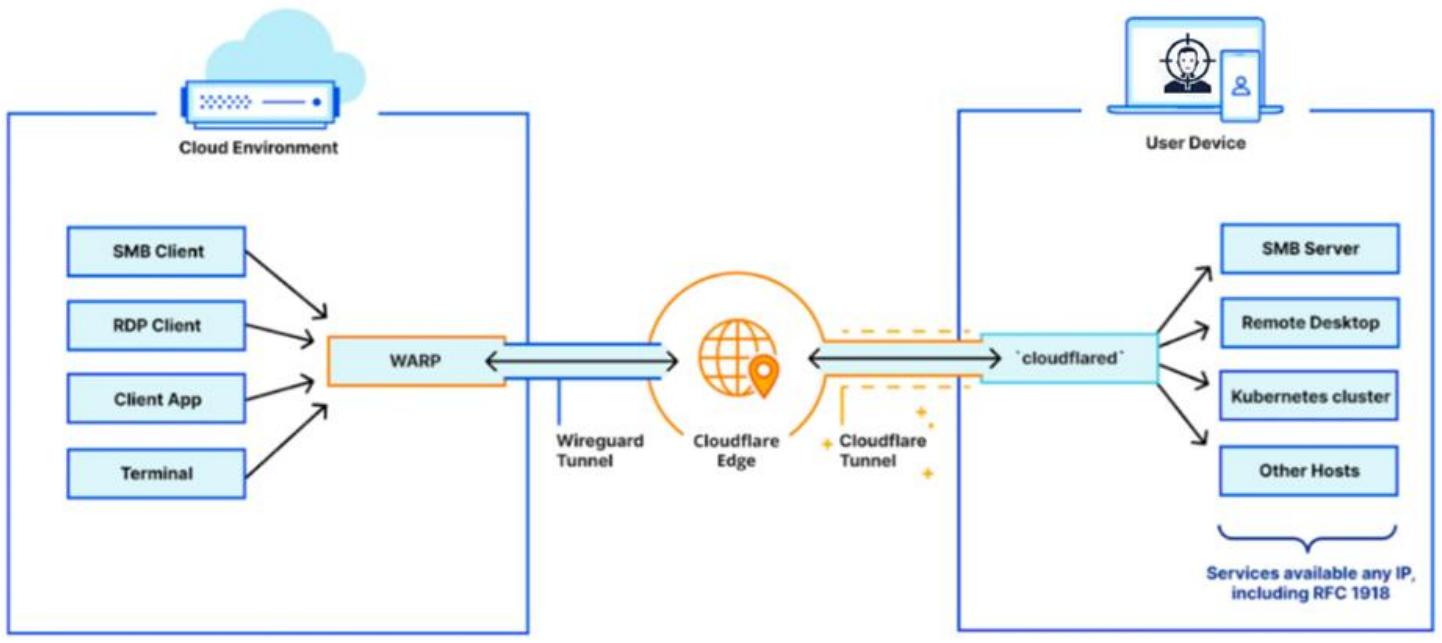 Cloud Environment
SMB Client
RDP Client
Client App
Terminal
WARP
Wireguard
Tunnel
Cloudflare
Edge
Cloudflare
Tunnel
User Device
`cloudflared`
SMB Server
Remote Desktop
Kubernetes cluster
Other Hosts
Services available any IP,
including RFC 1918